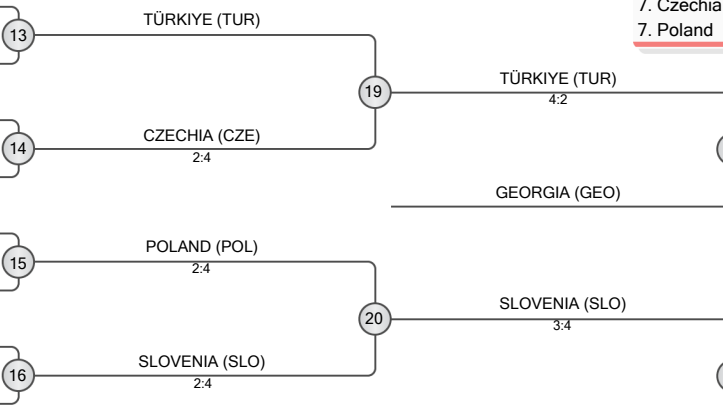 7. Czechia
7. Poland
13
TÜRKIYE (TUR)
19
TÜRKIYE (TUR)
4:2
14
CZECHIA (CZE)
2:4
GEORGIA (GEO)
15
POLAND (POL)
2:4
20
SLOVENIA (SLO)
3:4
16
SLOVENIA (SLO)
2:4